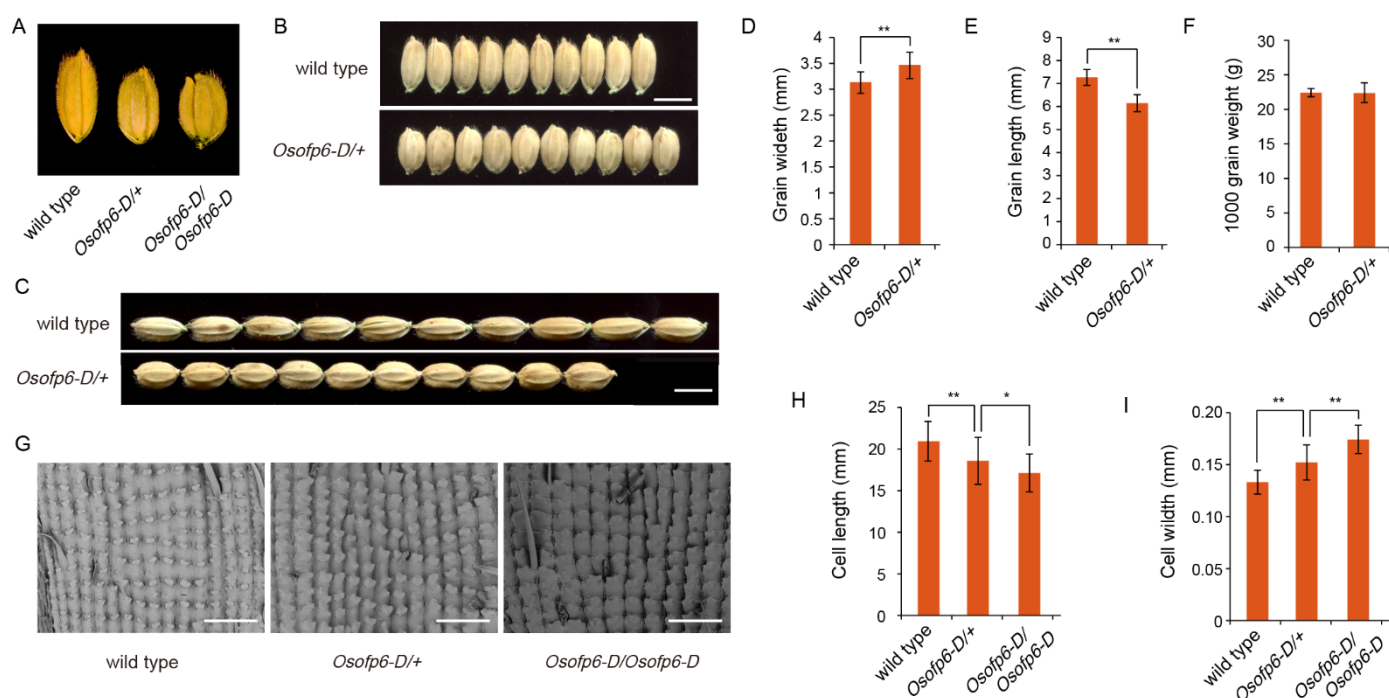 A
wild type
Osofp6-D/+
Osofp6-D/
Osofp6-D
B
wild type
Osofp6-D/+
C
wild type
Osofp6-D/+
D
Grain wideth (mm)
4
3.5
3
2.5
2
1.5
1
0.5
0
**
wild type
Osofp6-D/+
E
Grain length (mm)
9
8
7
6
5
4
3
2
1
0
**
wild type
Osofp6-D/+
F
1000 grain weight (g)
30
25
20
15
10
5
0
wild type
Osofp6-D/+
G
wild type
Osofp6-D/+
Osofp6-D/Osofp6-D
H
Cell length (mm)
25
20
15
10
5
0
**
*
wild type
Osofp6-D/+
Osofp6-D/
Osofp6-D
I
Cell wildth (mm)
0.20
0.15
0.10
0.05
0.00
**
**
wild type
Osofp6-D/+
Osofp6-D/
Osofp6-D